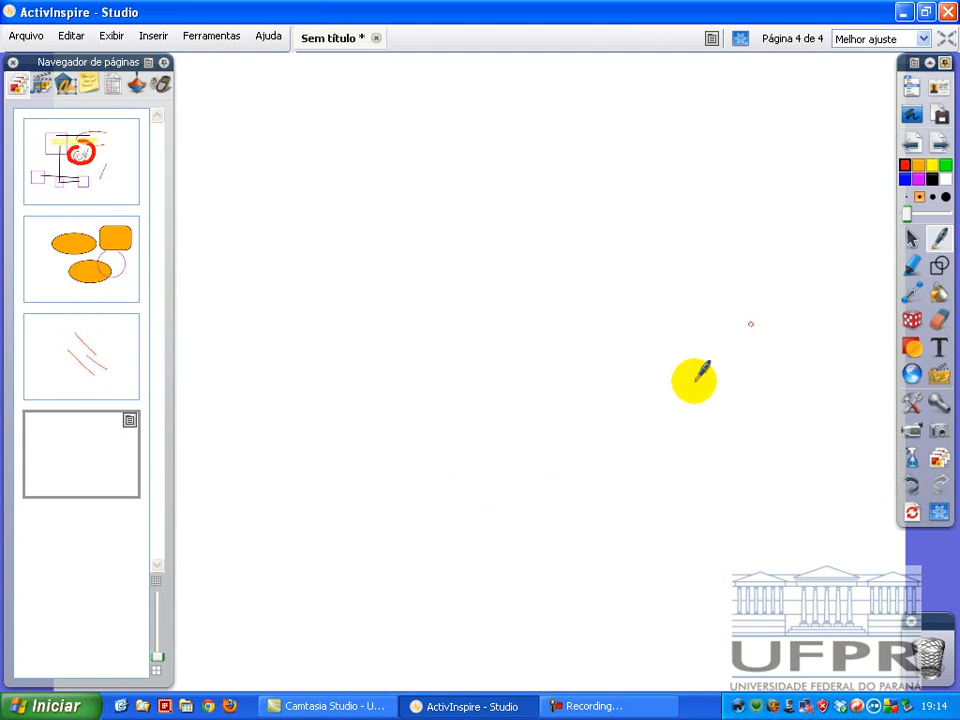 ActivInspire - Studio
Arquivo Editar Exibir Inserir Ferramentas Ajuda
Sem título *
Página 4 de 4
Melhor ajuste
Navegador de páginas
T
UFPR
UNIVERSIDADE FEDERAL DO PARANÁ
Iniciar
Camtasia Studio - U...
ActivInspire - Studio
Recording...
19:14